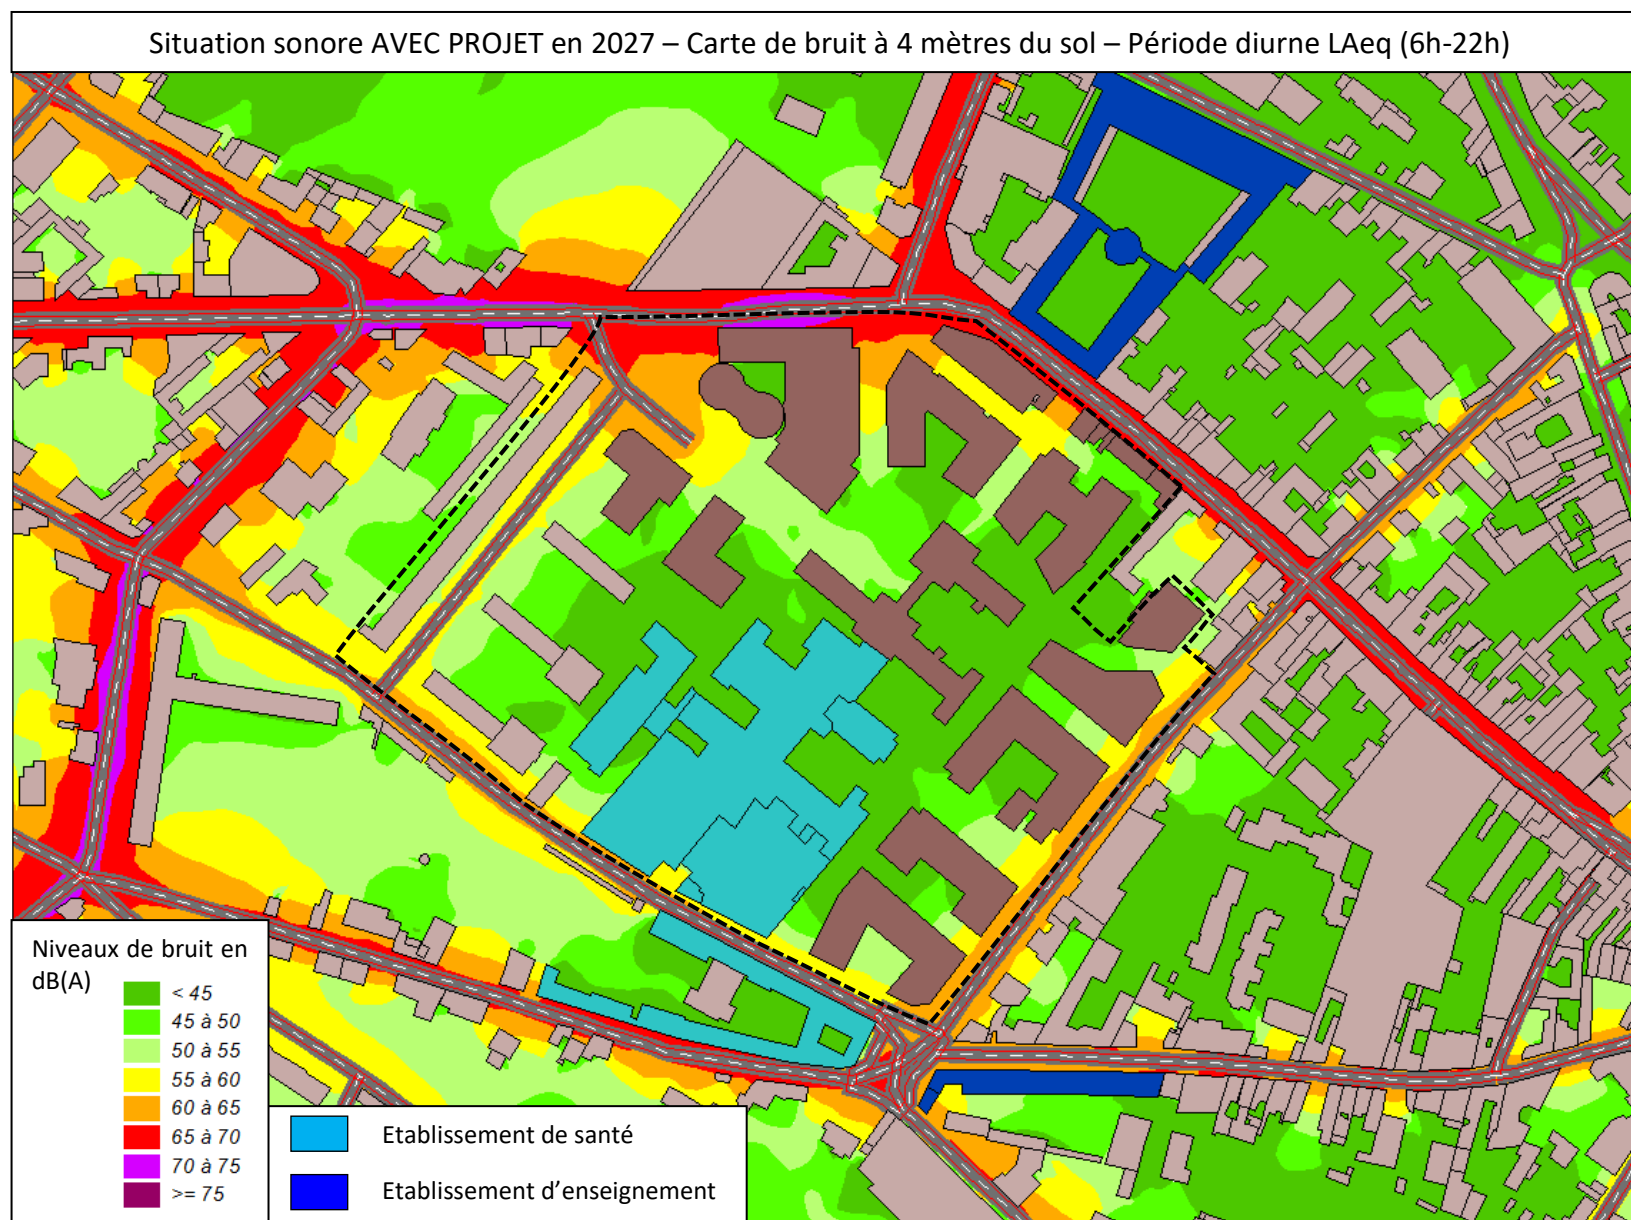 Situation sonore AVEC PROJET en 2027 – Carte de bruit à 4 mètres du sol – Période diurne LAeq (6h-22h)
Niveaux de bruit en
dB(A)
< 45
45 à 50
50 à 55
55 à 60
60 à 65
65 à 70
70 à 75
>= 75
Etablissement de santé
Etablissement d’enseignement